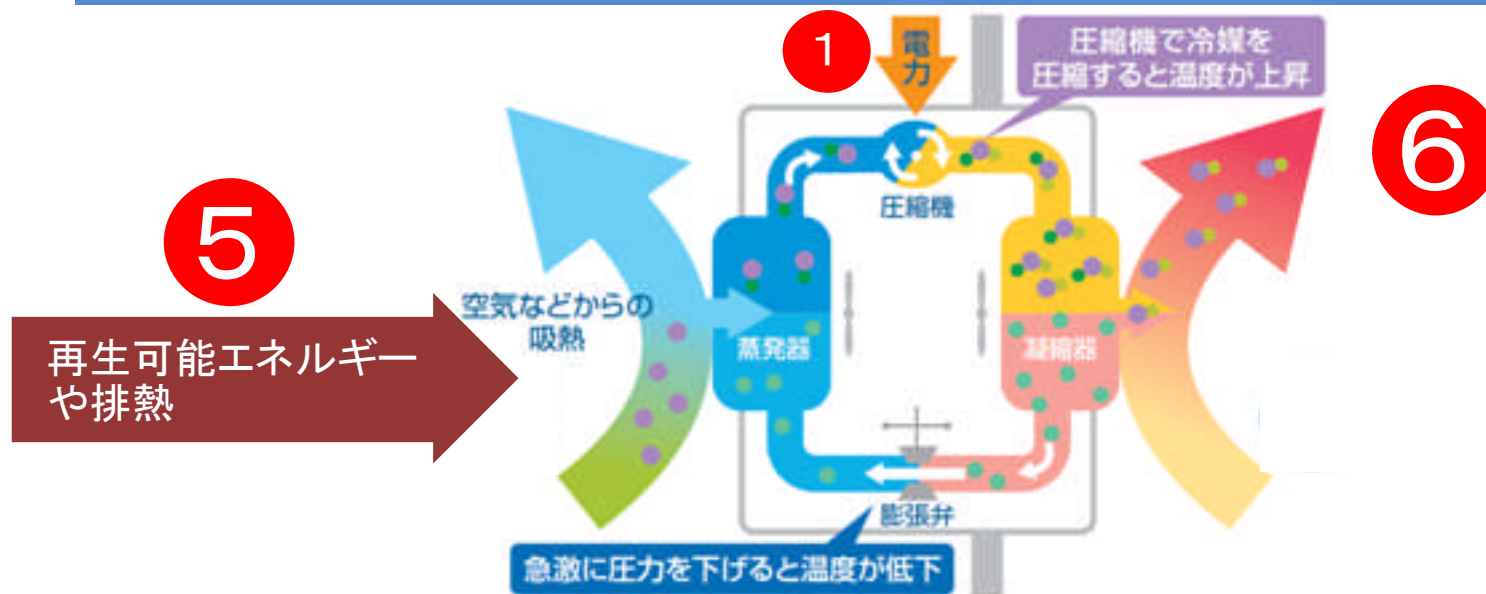 1
電
力
圧縮機で冷媒を
圧縮すると温度が上昇
6
5
圧縮機
空気などからの
吸熱
再生可能エネルギー
や排熱
蒸発器
凝縮器
膨張弁
急激に圧力を下げると温度が低下